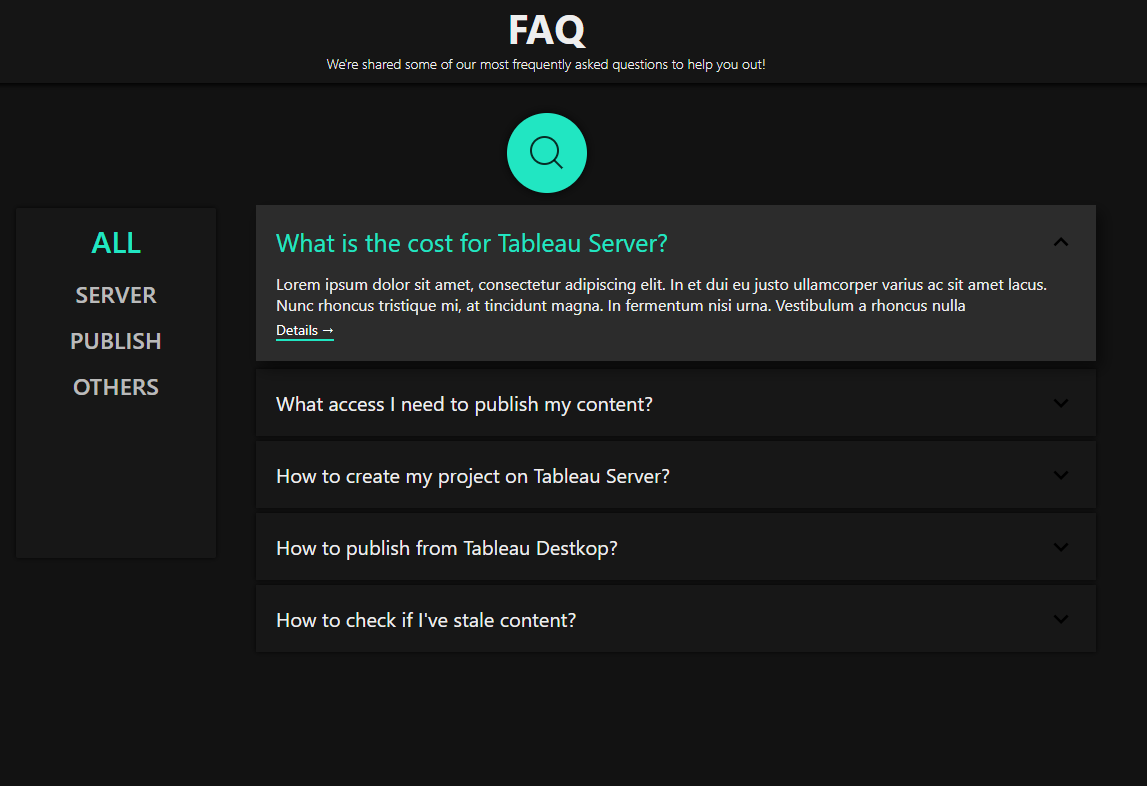 FAQ
We're shared some of our most frequently asked questions to help you out!
ALL
SERVER
PUBLISH
OTHERS
What is the cost for Tableau Server?
Lorem ipsum dolor sit amet, consectetur adipiscing elit. In et dui eu justo ullamcorper varius ac sit amet lacus.
Nunc rhoncus tristique mi, at tincidunt magna. In fermentum nisi urna. Vestibulum a rhoncus nulla
Details →
What access I need to publish my content?
How to create my project on Tableau Server?
How to publish from Tableau Destkop?
How to check if I've stale content?